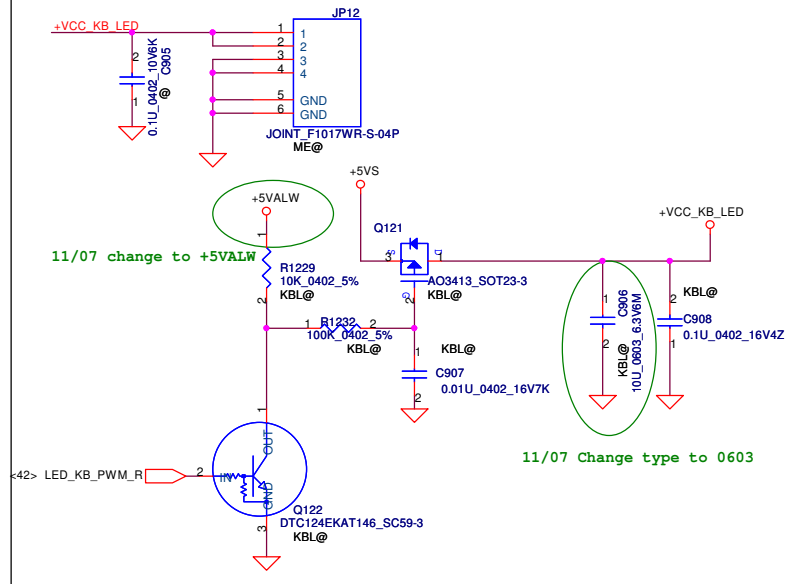 +VCC_KB_LED
JP12
1 1
2 2
3 3
4 4
5 GND
6 GND
2
1
0.1U_0402_10V6K
C905
@
JOINT_F1017WR-S-04P
ME@
+5VS
+5VALW
11/07 change to +5VALW
1
R1229
10K_0402_5%
KBL@
2
Q121
3 S
D 1
G
2
AO3413_SOT23-3
KBL@
+VCC_KB_LED
1 R1232 2
100K_0402_5%
KBL@
1
KBL@
C907
0.01U_0402_16V7K
2
1
C906
10U_0603_6.3V6M
KBL@
2
2
KBL@
C908
0.1U_0402_16V4Z
1
11/07 Change type to 0603
1
OUT
<42> LED_KB_PWM_R
2
IN
GND
3
Q122
DTC124EKAT146_SC59-3
KBL@